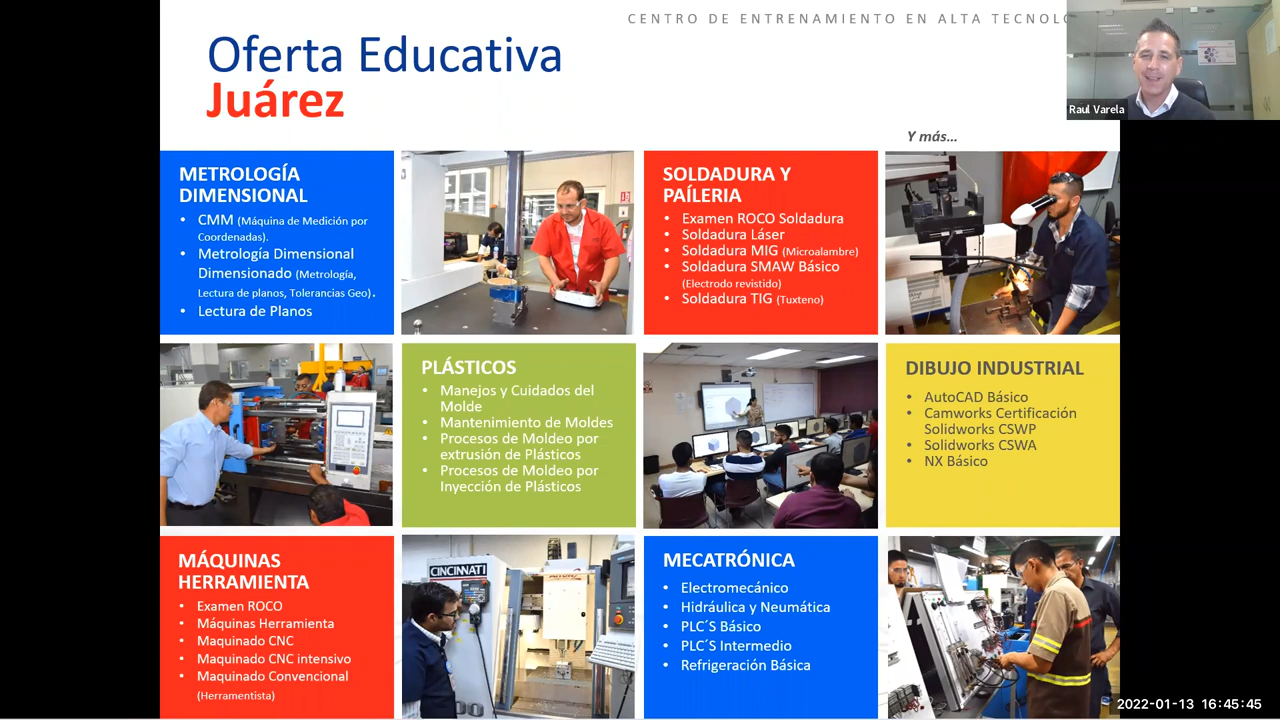 CENTRO DE ENTRENAMIENTO EN ALTA
Oferta Educativa
Juárez
Raul Varela
Y más...
METROLOGÍA
DIMENSIONAL
• CMM (Máquina de Medición por
Coordenadas).
• Metrología Dimensional
Dimensionado (Metrología,
Lectura de planos, Tolerancias Geo).
• Lectura de Planos
SOLDADURA Y
PAÍLERIA
• Examen ROCO Soldadura
• Soldadura Láser
• Soldadura MIG (Microalambre)
• Soldadura SMAW Básico
(Electrodo revistido)
• Soldadura TIG (Tuxteno)
PLÁSTICOS
• Manejos y Cuidados del
Molde
• Mantenimiento de Moldes
• Procesos de Moldeo por
extrusión de Plásticos
• Procesos de Moldeo por
Inyección de Plásticos
DIBUJO INDUSTRIAL
• AutoCAD Básico
• Camworks Certificación
Solidworks CSWP
• Solidworks CSWA
• NX Básico
MÁQUINAS
HERRAMIENTA
• Examen ROCO
• Máquinas Herramienta
• Maquinado CNC
• Maquinado CNC intensivo
• Maquinado Convencional
(Herramentista)
CINCINNATI
MECATRÓNICA
• Electromecánico
• Hidráulica y Neumática
• PLC´S Básico
• PLC´S Intermedio
• Refrigeración Básica
2022-01-13 16:45:45